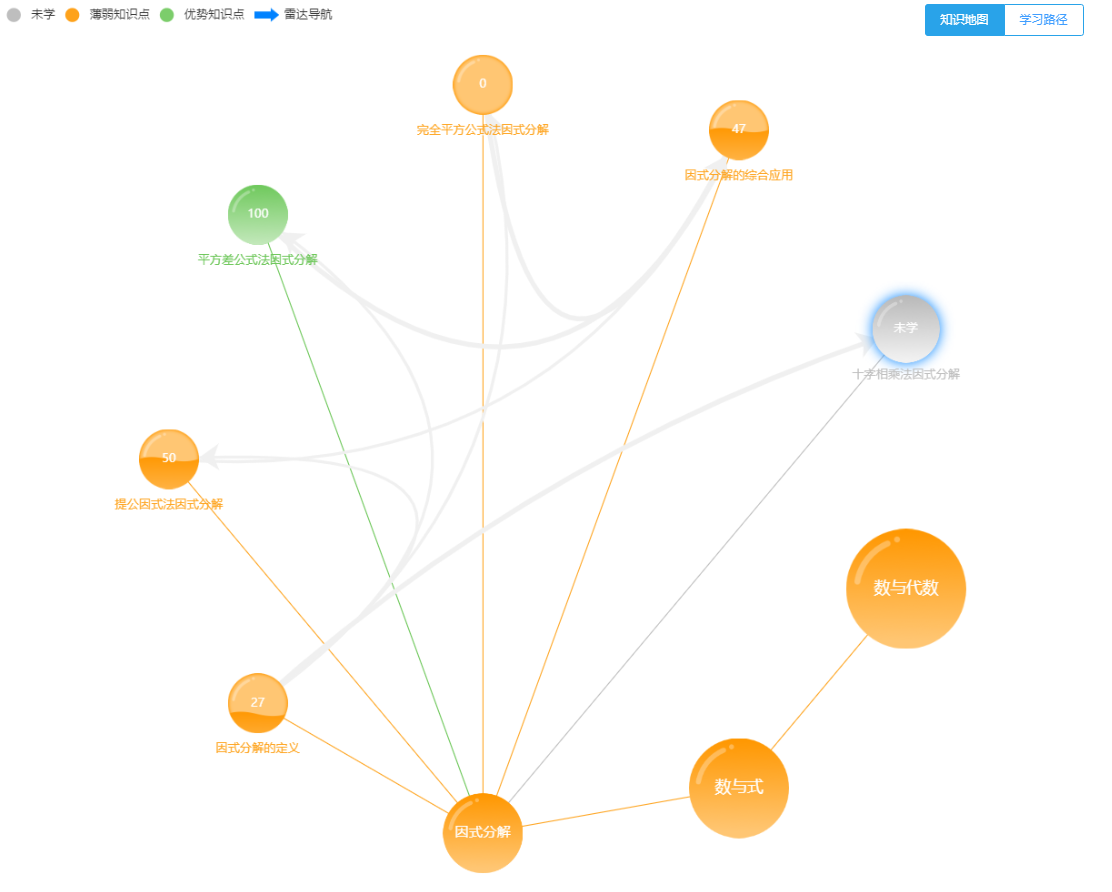 未学 薄弱知识点 优势知识点 雷达导航
知识地图 学习路径
0
完全平方公式法因式分解
47
因式分解的综合应用
100
平方差公式法因式分解
未学
十字相乘法因式分解
50
提公因式法因式分解
数与代数
27
因式分解的定义
数与式
因式分解